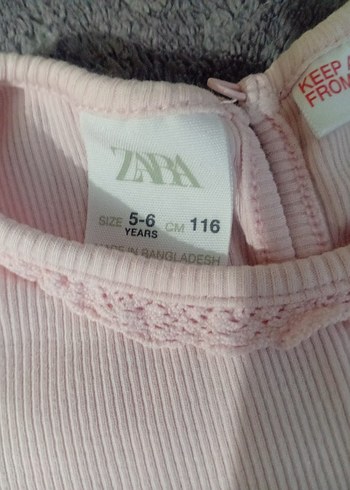 ZARA
SIZE 5-6 CM 116
YEARS
MADE IN BANGLADESH
KEEP
FROM